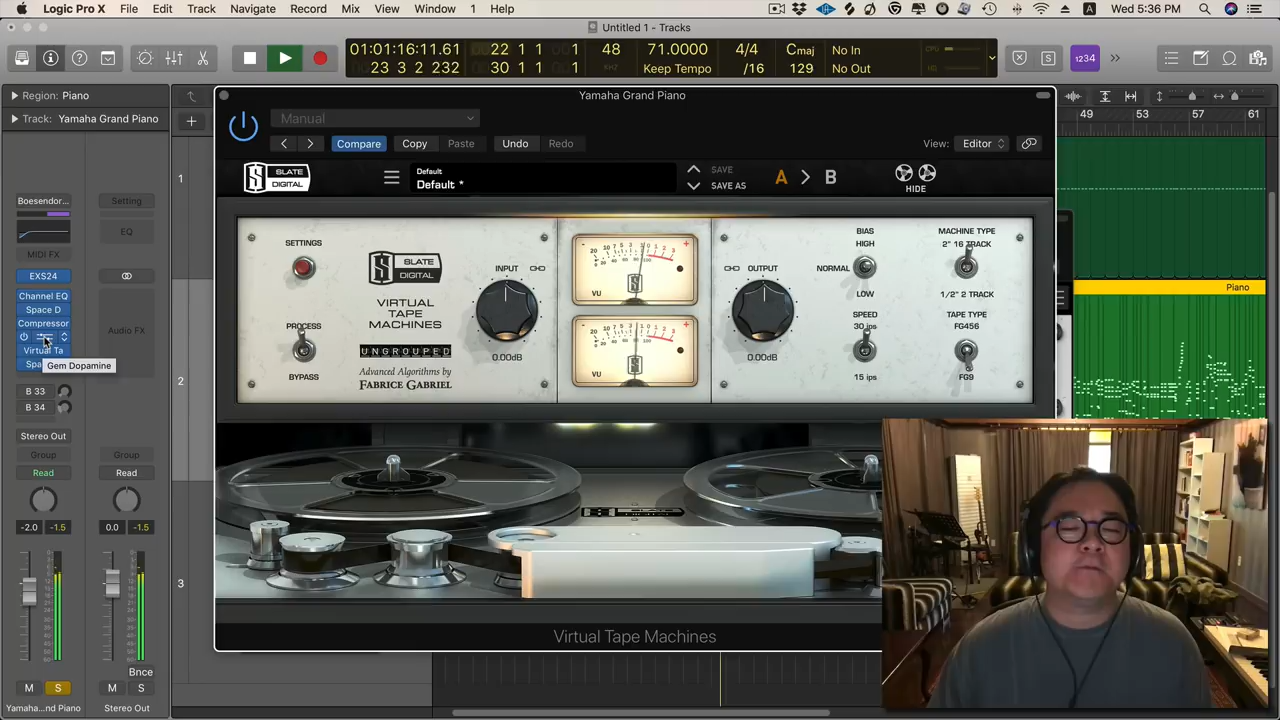 Logic Pro X File Edit Track Navigate Record Mix View Window 1 Help Wed 5:36 PM
Untitled 1 - Tracks
01:01:16:11.61 22 1 1 1 48 71.0000 4/4 Cmaj No In
23 3 2 232 30 1 1 1 KHZ Keep Tempo /16 129 No Out
CPU
HD
1234
Region: Piano
Track: Yamaha Grand Piano
Yamaha Grand Piano
Manual
Compare Copy Paste Undo Redo View: Editor
49 53 57 61
SLATE
DIGITAL
Default
Default *
SAVE
SAVE AS
A B
HIDE
1
2
3
Boesendor...
Setting
EQ
MIDI FX
EXS24
Channel EQ
Space D
Compressor
Virtual Ta
Spa
Gem Dopamine
Audio FX
B 33
B 34
Stereo Out
Group Group
Read Read
-2.0 -1.5 0.0 -1.5
Bnce
M S M S
Yamaha...nd Piano Stereo Out
SETTINGS
PROCESS
BYPASS
SLATE
DIGITAL
VIRTUAL
TAPE
MACHINES
UNGROUPED
Advanced Algorithms by
FABRICE GABRIEL
INPUT
0.00dB
VU
VU
OUTPUT
0.00dB
BIAS
HIGH
NORMAL
LOW
SPEED
30 ips
15 ips
MACHINE TYPE
2" 16 TRACK
1/2" 2 TRACK
TAPE TYPE
FG456
FG9
Piano
Virtual Tape Machines